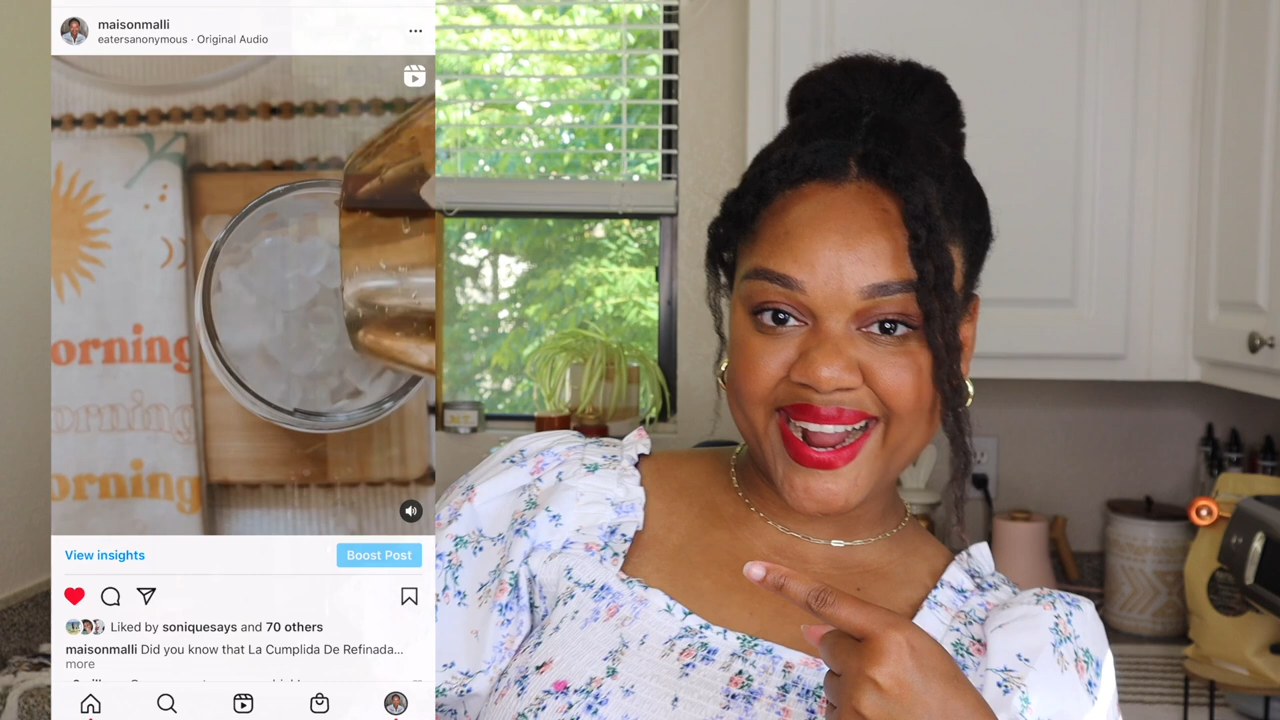 maisonmalli
eatersanonymous · Original Audio
orning
orning
orning
View insights
Boost Post
Liked by soniquesays and 70 others
maisonmalli Did you know that La Cumplida De Refinada...
more